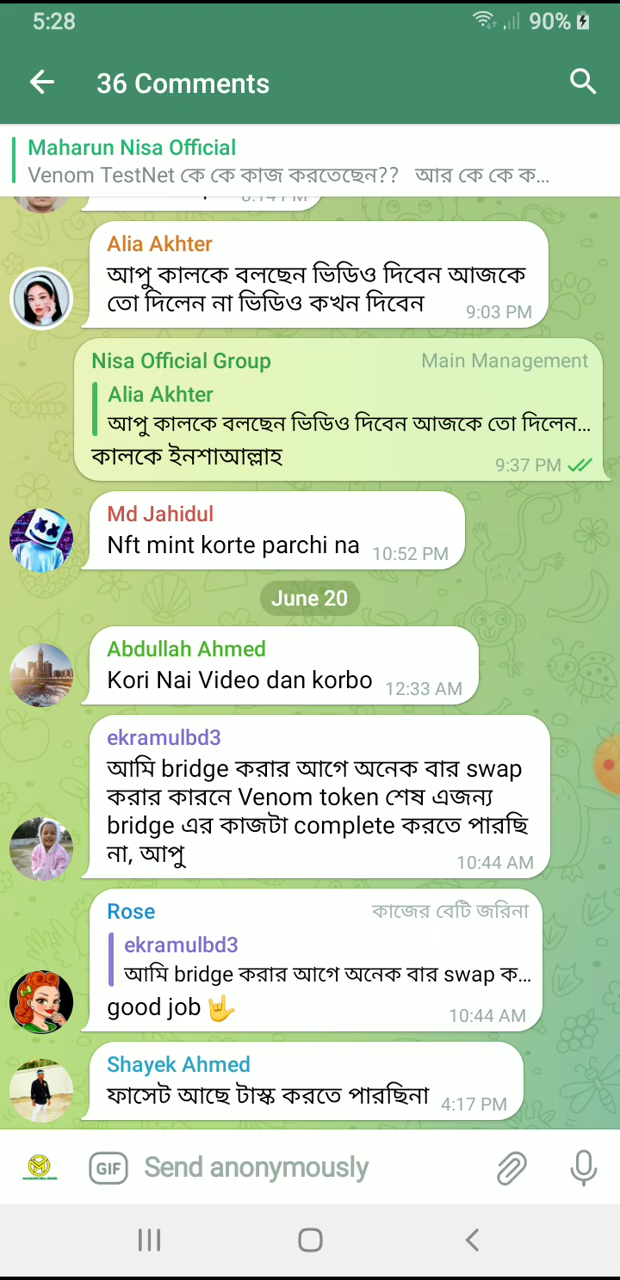 5:28
90%
36 Comments
Maharun Nisa Official
Venom TestNet কে কে কাজ করতেছেন?? আর কে কে ক...
Alia Akhter
আপু কালকে বলছেন ভিডিও দিবেন আজকে
তো দিলেন না ভিডিও কখন দিবেন
9:03 PM
Nisa Official Group
Main Management
Alia Akhter
আপু কালকে বলছেন ভিডিও দিবেন আজকে তো দিলেন...
কালকে ইনশাআল্লাহ
9:37 PM
Md Jahidul
Nft mint korte parchi na
10:52 PM
June 20
Abdullah Ahmed
Kori Nai Video dan korbo
12:33 AM
ekramulbd3
আমি bridge করার আগে অনেক বার swap
করার কারনে Venom token শেষ এজন্য
bridge এর কাজটা complete করতে পারছি
না, আপু
10:44 AM
Rose
কাজের বেটি জরিনা
ekramulbd3
আমি bridge করার আগে অনেক বার swap ক...
good job 🤟
10:44 AM
Shayek Ahmed
ফাসেট আছে টাস্ক করতে পারছিনা
4:17 PM
GIF
Send anonymously